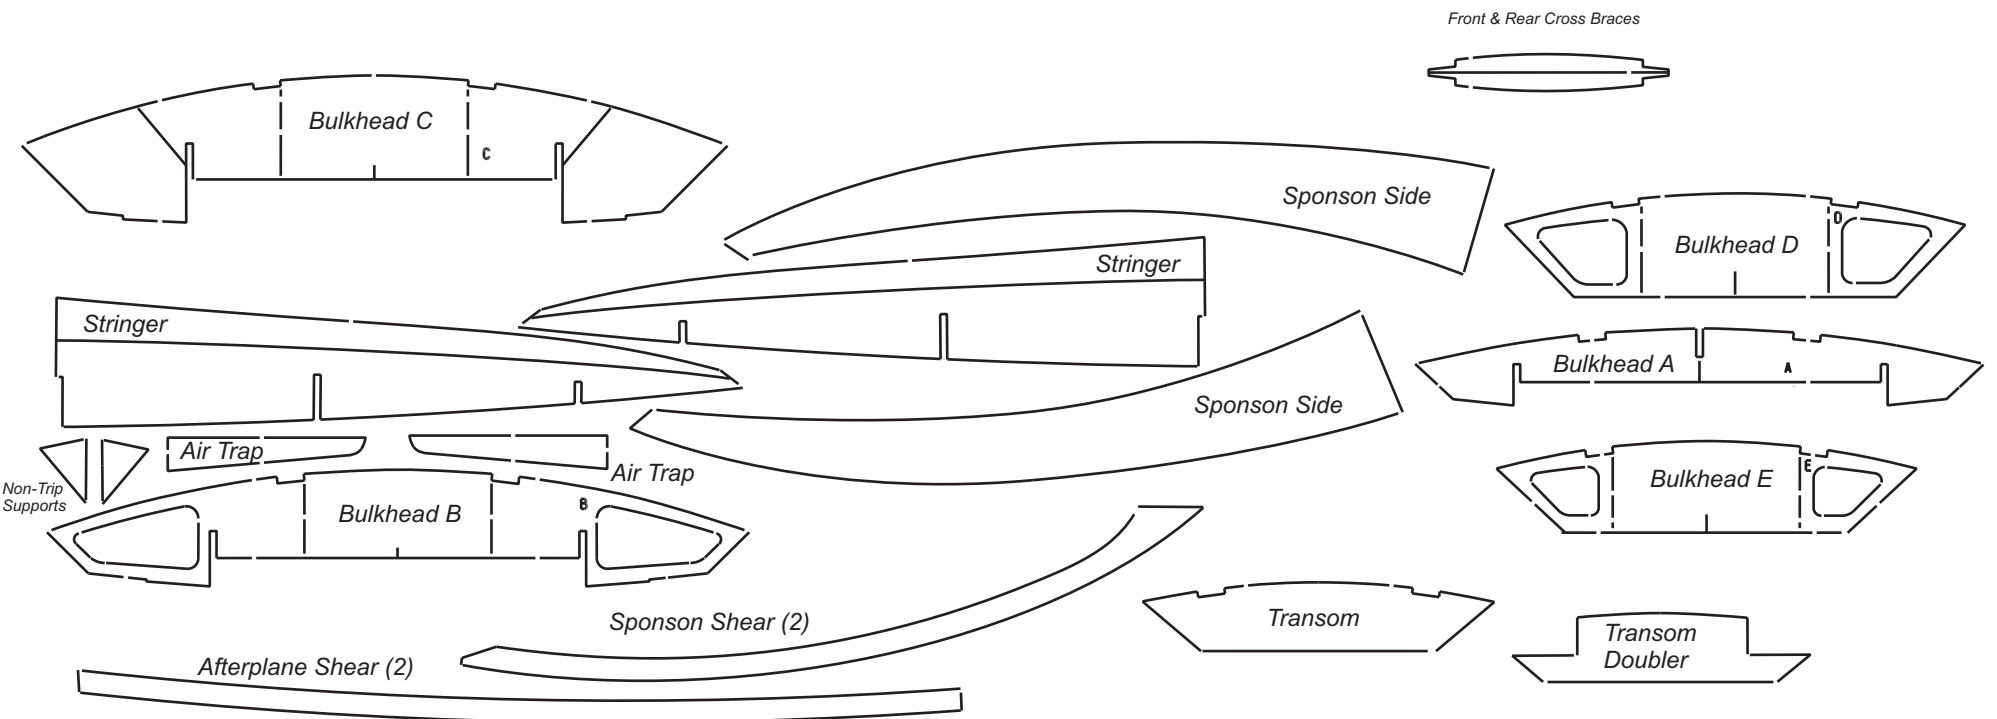 Front & Rear Cross Braces
Bulkhead C
C
Sponson Side
D
Bulkhead D
Stringer
Stringer
Bulkhead A
A
Sponson Side
Air Trap
Air Trap
Non-Trip
Supports
Bulkhead E
E
Bulkhead B
B
Sponson Shear (2)
Transom
Transom
Doubler
Afterplane Shear (2)